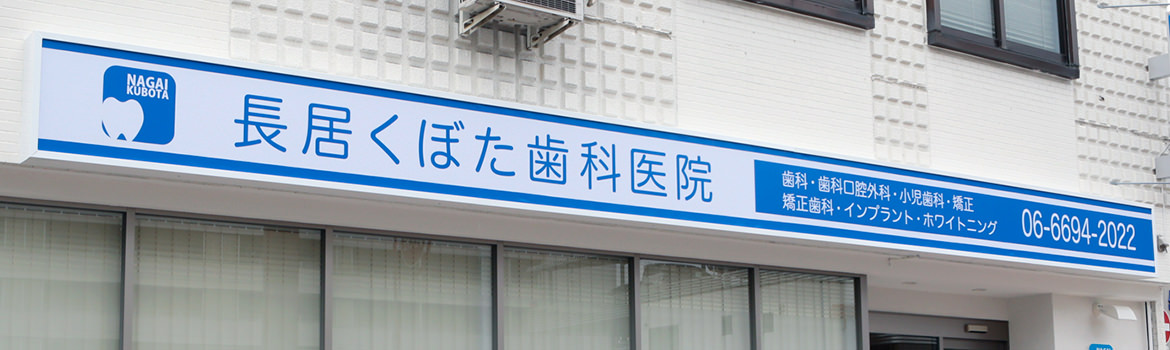 NAGAI
KUBOTA
長居くぼた歯科医院
歯科・歯科口腔外科・小児歯科・矯正
矯正歯科・インプラント・ホワイトニング
06-6694-2022